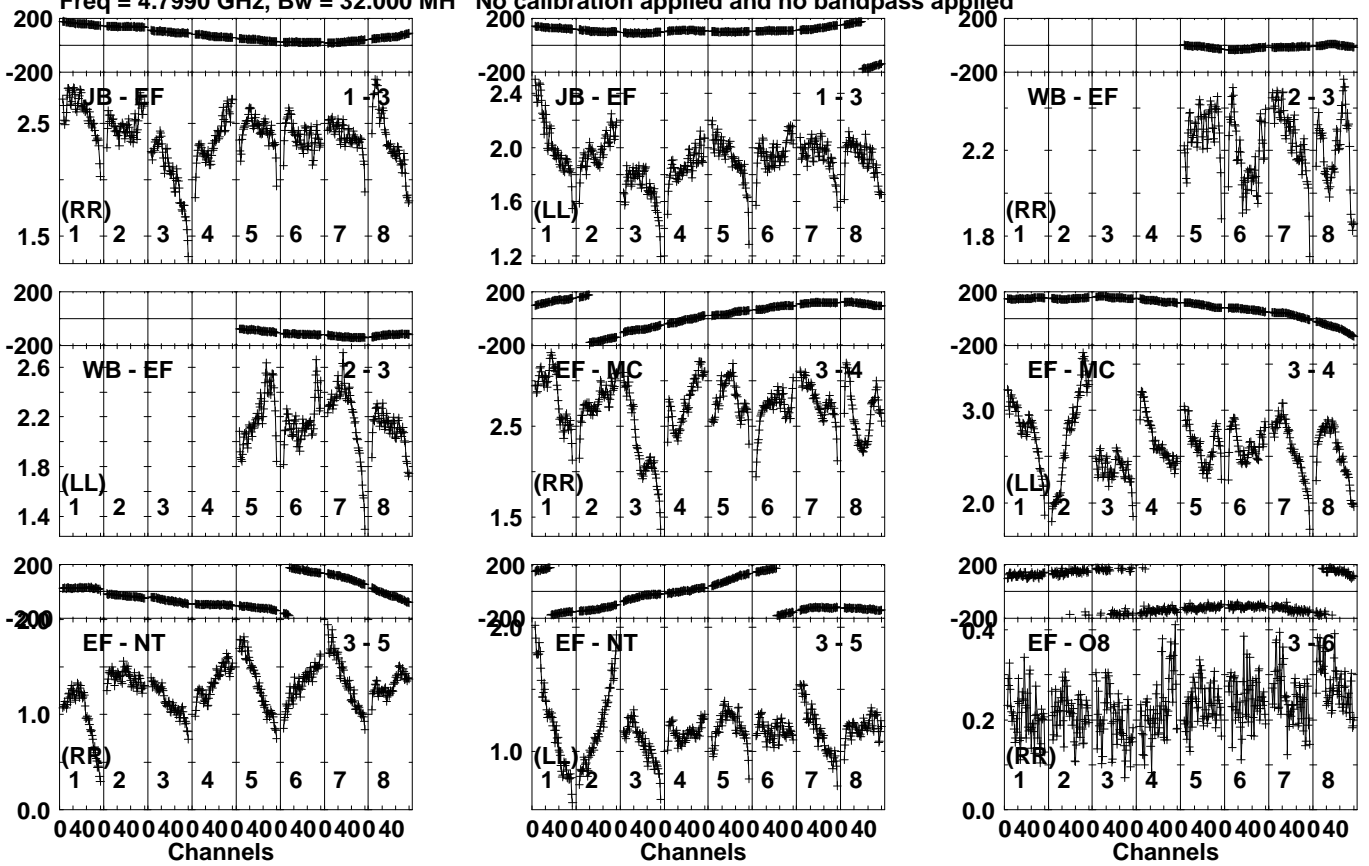 Freq = 4.7990 GHz, Bw = 32.000 MH   No calibration applied and no bandpass applied
200
-200
JB - EF 1 - 3
2.5
1.5
(RR)
1 2 3 4 5 6 7 8
200
-200
JB - EF 1 - 3
2.4
2.0
1.6
1.2
(LL)
1 2 3 4 5 6 7 8
200
-200
WB - EF 2 - 3
2.2
1.8
(RR)
1 2 3 4 5 6 7 8
200
-200
WB - EF 2 - 3
2.6
2.2
1.8
1.4
(LL)
1 2 3 4 5 6 7 8
200
-200
EF - MC 3 - 4
2.5
1.5
(RR)
1 2 3 4 5 6 7 8
200
-200
EF - MC 3 - 4
3.0
2.0
(LL)
1 2 3 4 5 6 7 8
200
-200
2.0
EF - NT 3 - 5
1.0
0.0
(RR)
1 2 3 4 5 6 7 8
200
-200
2.0
EF - NT 3 - 5
1.0
(LL)
1 2 3 4 5 6 7 8
200
-200
0.4
EF - O8 3 - 6
0.2
0.0
(RR)
1 2 3 4 5 6 7 8
0 40 0 40 0 40 0 40 0 40 0 40 0 40 0 40
0 40 0 40 0 40 0 40 0 40 0 40 0 40 0 40
0 40 0 40 0 40 0 40 0 40 0 40 0 40 0 40
Channels
Channels
Channels